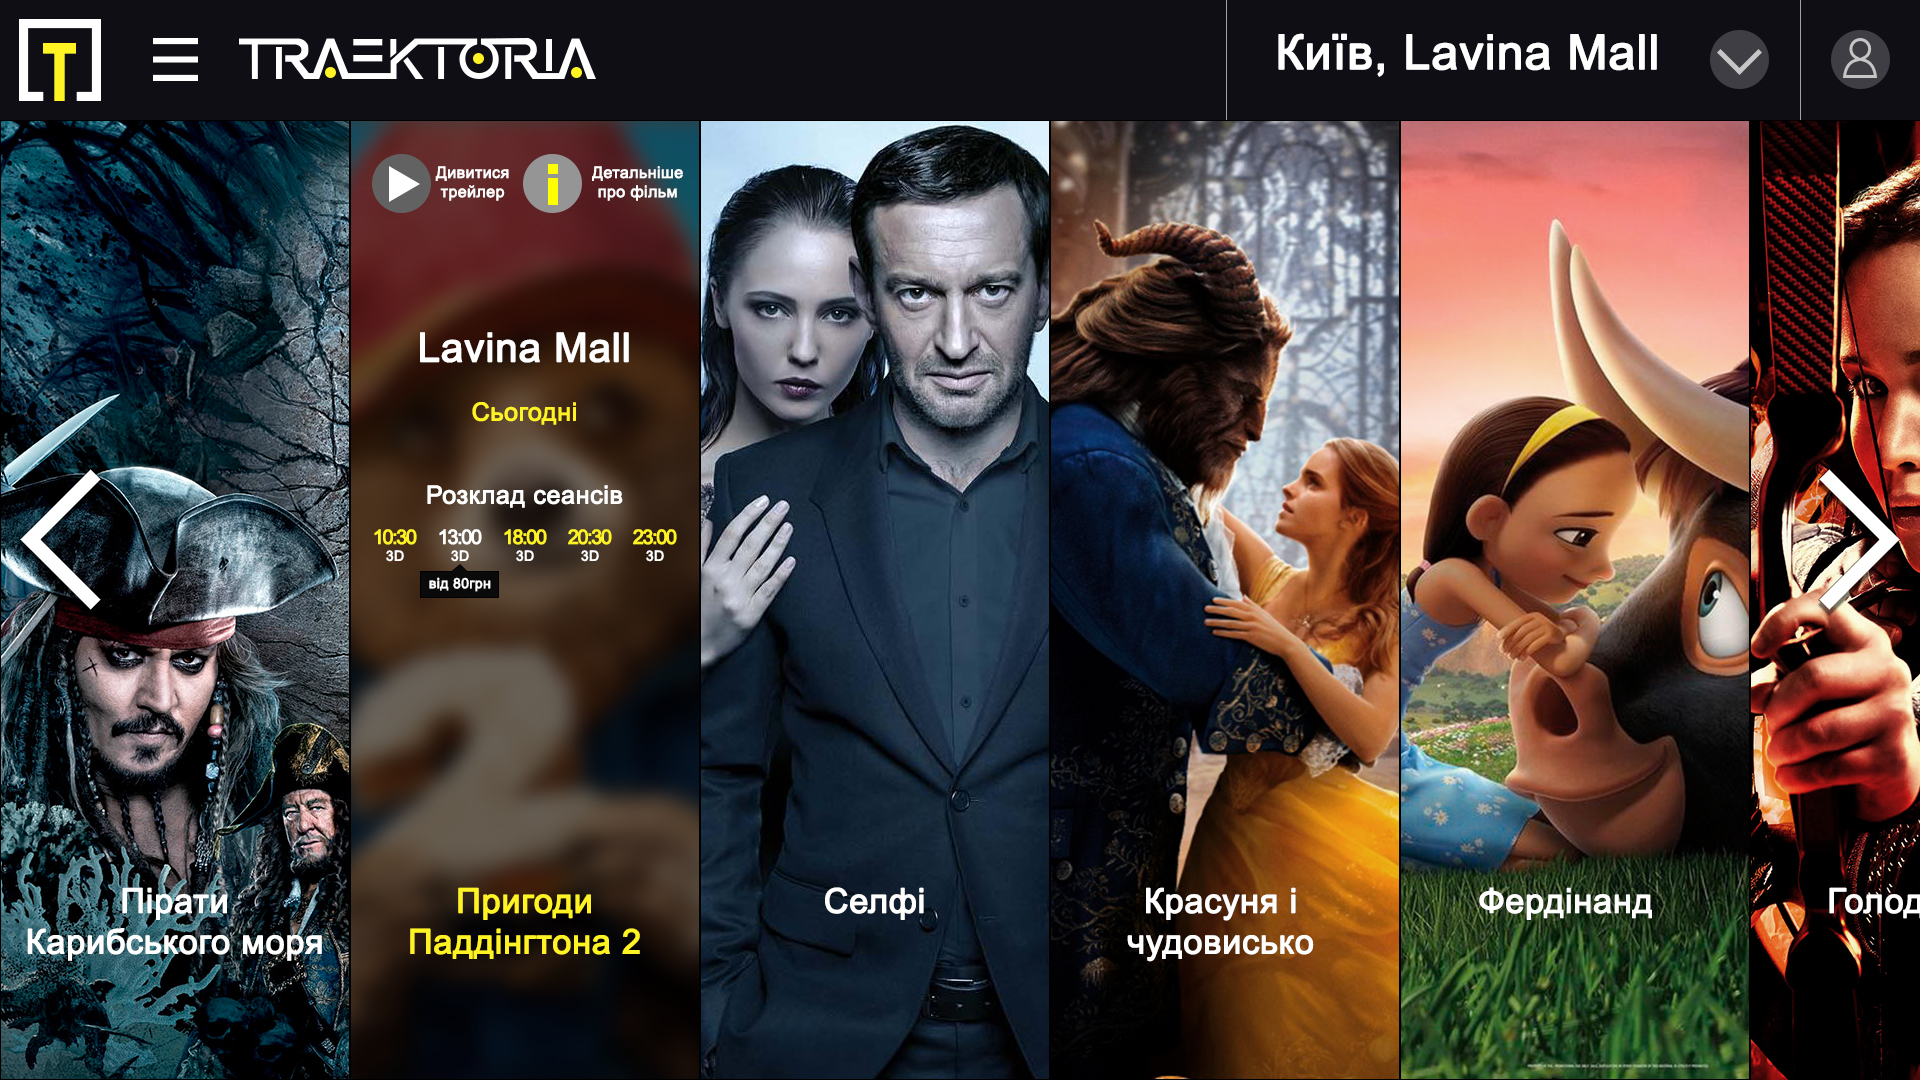 T
TRAEKTORIA
Київ, Lavina Mall
Дивитися
трейлер
Детальніше
про фільм
Lavina Mall
Сьогодні
Розклад сеансів
10:30 13:00 18:00 20:30 23:00
3D 3D 3D 3D 3D
від 80грн
Пірати
Карибського моря
Пригоди
Паддінгтона 2
Селфі
Красуня і
чудовисько
Фердінанд
Голод